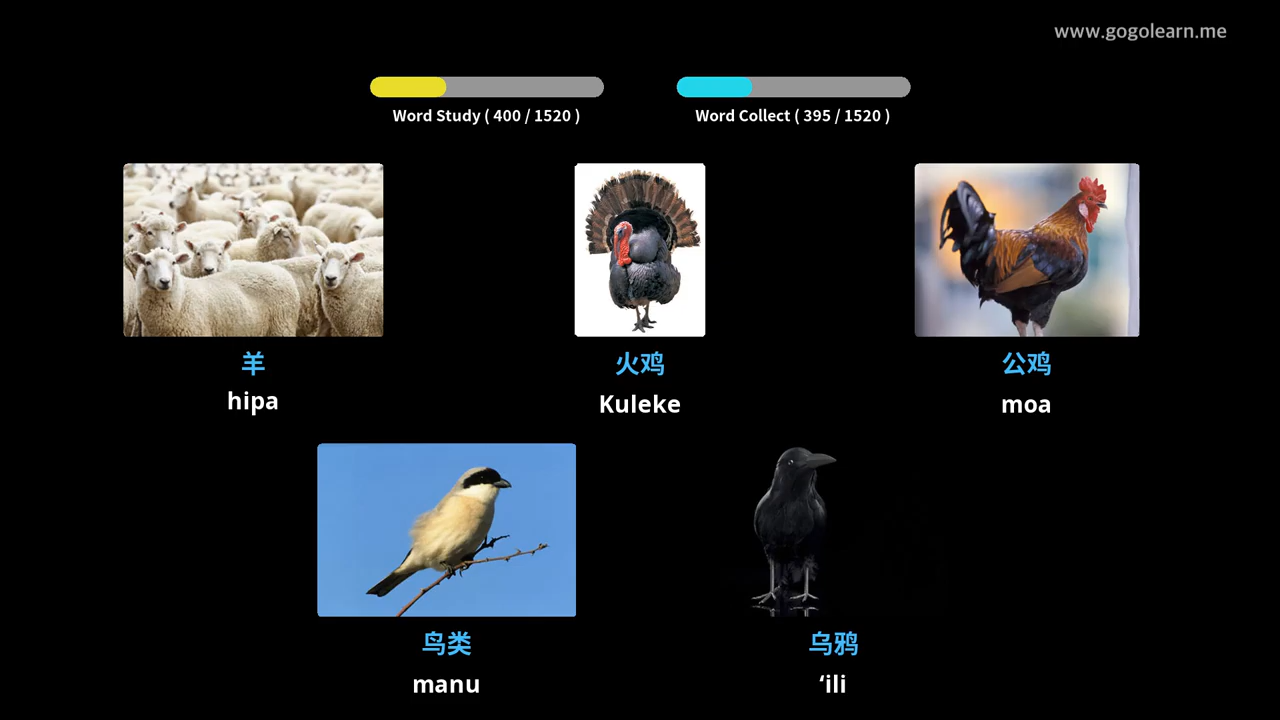 www.gogolearn.me
Word Study ( 400 / 1520 )
Word Collect ( 395 / 1520 )
羊
火鸡
公鸡
hipa
Kuleke
moa
鸟类
乌鸦
manu
‘ili